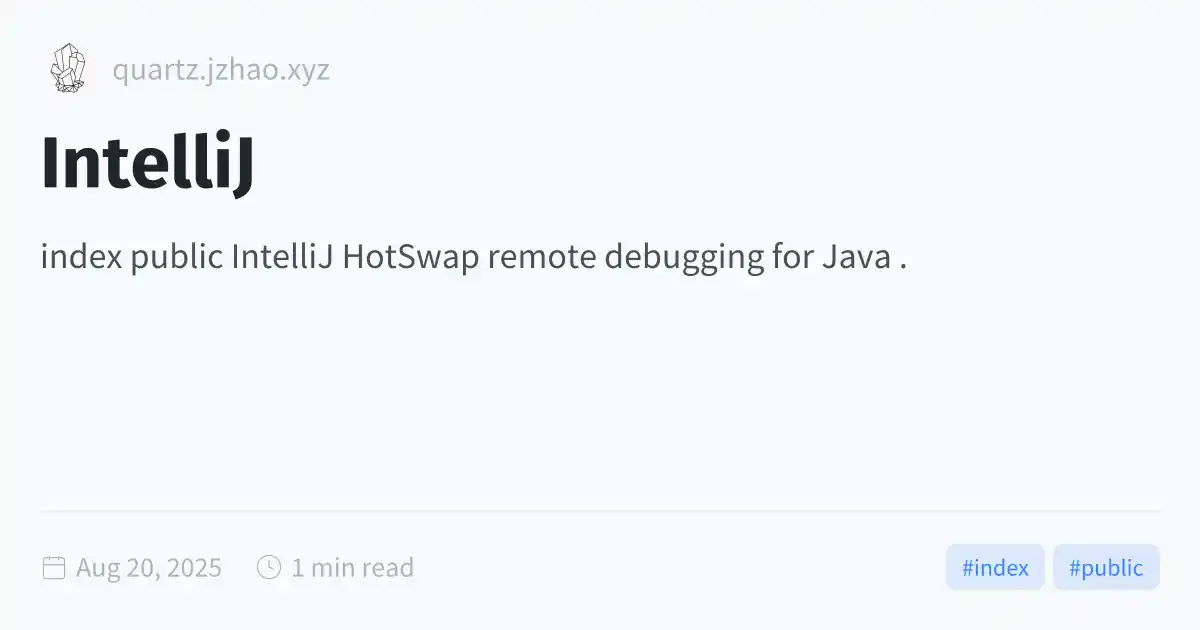 quartz.jzhao.xyz
IntelliJ
index public IntelliJ HotSwap remote debugging for Java .
Aug 20, 2025 1 min read #index #public